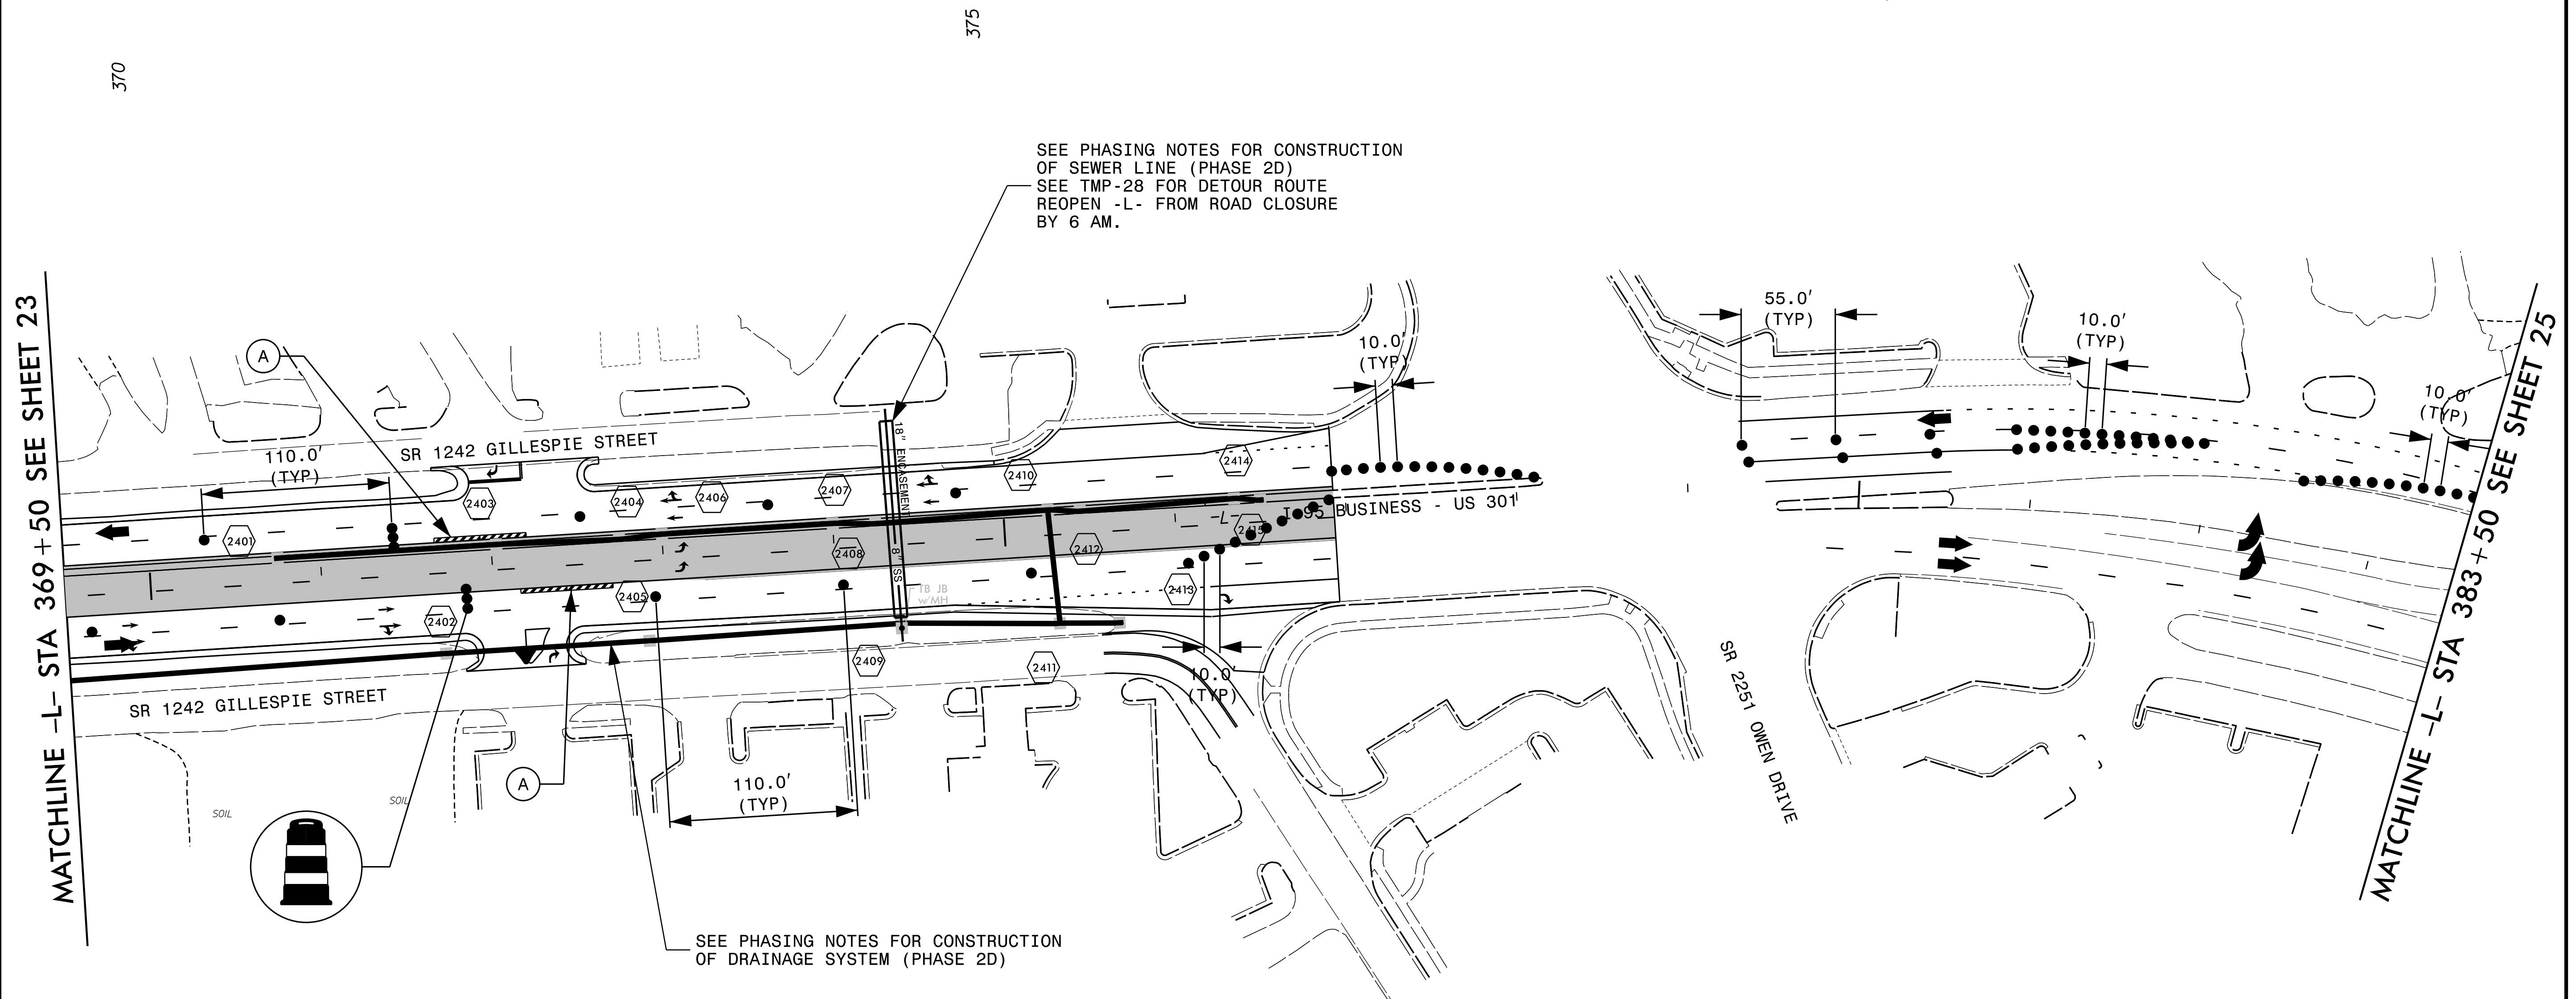 375
370
SEE PHASING NOTES FOR CONSTRUCTION
OF SEWER LINE (PHASE 2D)
SEE TMP-28 FOR DETOUR ROUTE
REOPEN -L- FROM ROAD CLOSURE
BY 6 AM.
MATCHLINE -L- STA 369+50 SEE SHEET 23
A
110.0'
(TYP)
SR 1242 GILLESPIE STREET
10.0'
(TYP)
55.0'
(TYP)
10.0'
(TYP)
10.0'
(TYP)
MATCHLINE -L- STA 383+50 SEE SHEET 25
2401
2403
2404
2406
2407
2410
2414
18" ENCASEMENT
8" SS
-L-
I-95 BUSINESS - US 301
2402
2405
2408
2412
2415
2413
TB JB
w/MH
2409
2411
10.0'
(TYP)
SR 1242 GILLESPIE STREET
SR 2251 OWEN DRIVE
A
110.0'
(TYP)
SOIL
SOIL
SEE PHASING NOTES FOR CONSTRUCTION
OF DRAINAGE SYSTEM (PHASE 2D)